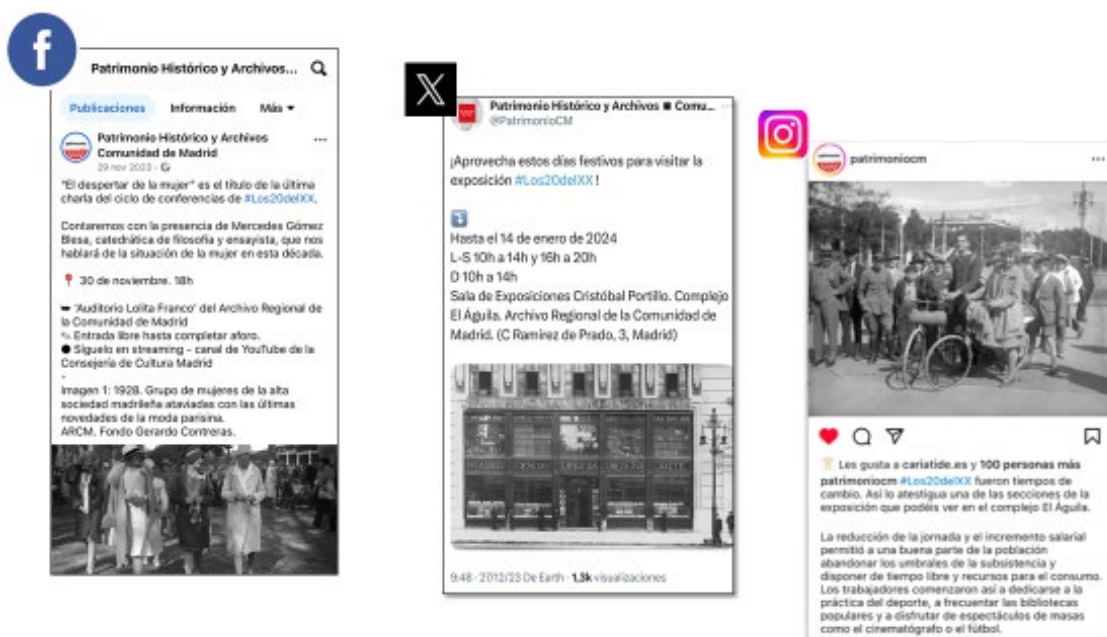 f
Patrimonio Histórico y Archivos...
Publicaciones Información Más
Patrimonio Histórico y Archivos
Comunidad de Madrid
29 nov 2023
"El despertar de la mujer" es el título de la última
charla del ciclo de conferencias de #Los20delXX.
Contaremos con la presencia de Mercedes Gómez
Blesa, catedrática de filosofía y ensayista, que nos
hablará de la situación de la mujer en esta década.
30 de noviembre. 18h
'Auditorio Lolita Franco' del Archivo Regional de
la Comunidad de Madrid
Entrada libre hasta completar aforo.
Síguelo en streaming - canal de YouTube de la
Consejería de Cultura Madrid
-
Imagen 1: 1928. Grupo de mujeres de la alta
sociedad madrileña ataviadas con las últimas
novedades de la moda parisina.
ARCM. Fondo Gerardo Contreras.
X
Patrimonio Histórico y Archivos Comu...
@PatrimonioCM
¡Aprovecha estos días festivos para visitar la
exposición #Los20delXX !
Hasta el 14 de enero de 2024
L-S 10h a 14h y 16h a 20h
D 10h a 14h
Sala de Exposiciones Cristóbal Portillo. Complejo
El Águila. Archivo Regional de la Comunidad de
Madrid. (C Ramírez de Prado, 3, Madrid)
9:48 · 27/12/23 De Earth · 1,3k visualizaciones
patrimoniocm
Les gusta a cariatide.es y 100 personas más
patrimoniocm #Los20delXX fueron tiempos de
cambio. Así lo atestigua una de las secciones de la
exposición que podéis ver en el complejo El Águila.
La reducción de la jornada y el incremento salarial
permitió a una buena parte de la población
abandonar los umbrales de la subsistencia y
disponer de tiempo libre y recursos para el consumo.
Los trabajadores comenzaron así a dedicarse a la
práctica del deporte, a frecuentar las bibliotecas
populares y a disfrutar de espectáculos de masas
como el cinematógrafo o el fútbol.